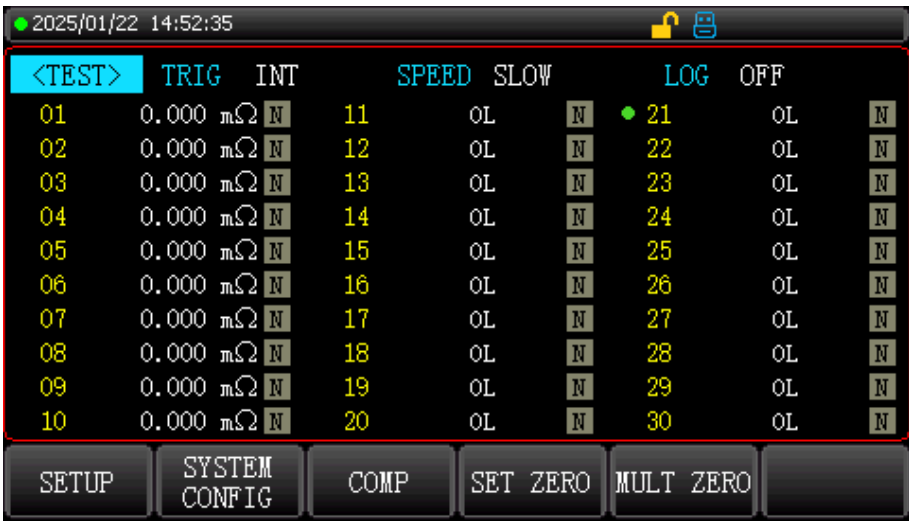 2025/01/22 14:52:35
<TEST> TRIG INT SPEED SLOW LOG OFF
01 0.000 mΩ N 11 OL N 21 OL N
02 0.000 mΩ N 12 OL N 22 OL N
03 0.000 mΩ N 13 OL N 23 OL N
04 0.000 mΩ N 14 OL N 24 OL N
05 0.000 mΩ N 15 OL N 25 OL N
06 0.000 mΩ N 16 OL N 26 OL N
07 0.000 mΩ N 17 OL N 27 OL N
08 0.000 mΩ N 18 OL N 28 OL N
09 0.000 mΩ N 19 OL N 29 OL N
10 0.000 mΩ N 20 OL N 30 OL N
SETUP SYSTEM CONFIG COMP SET ZERO MULT ZERO